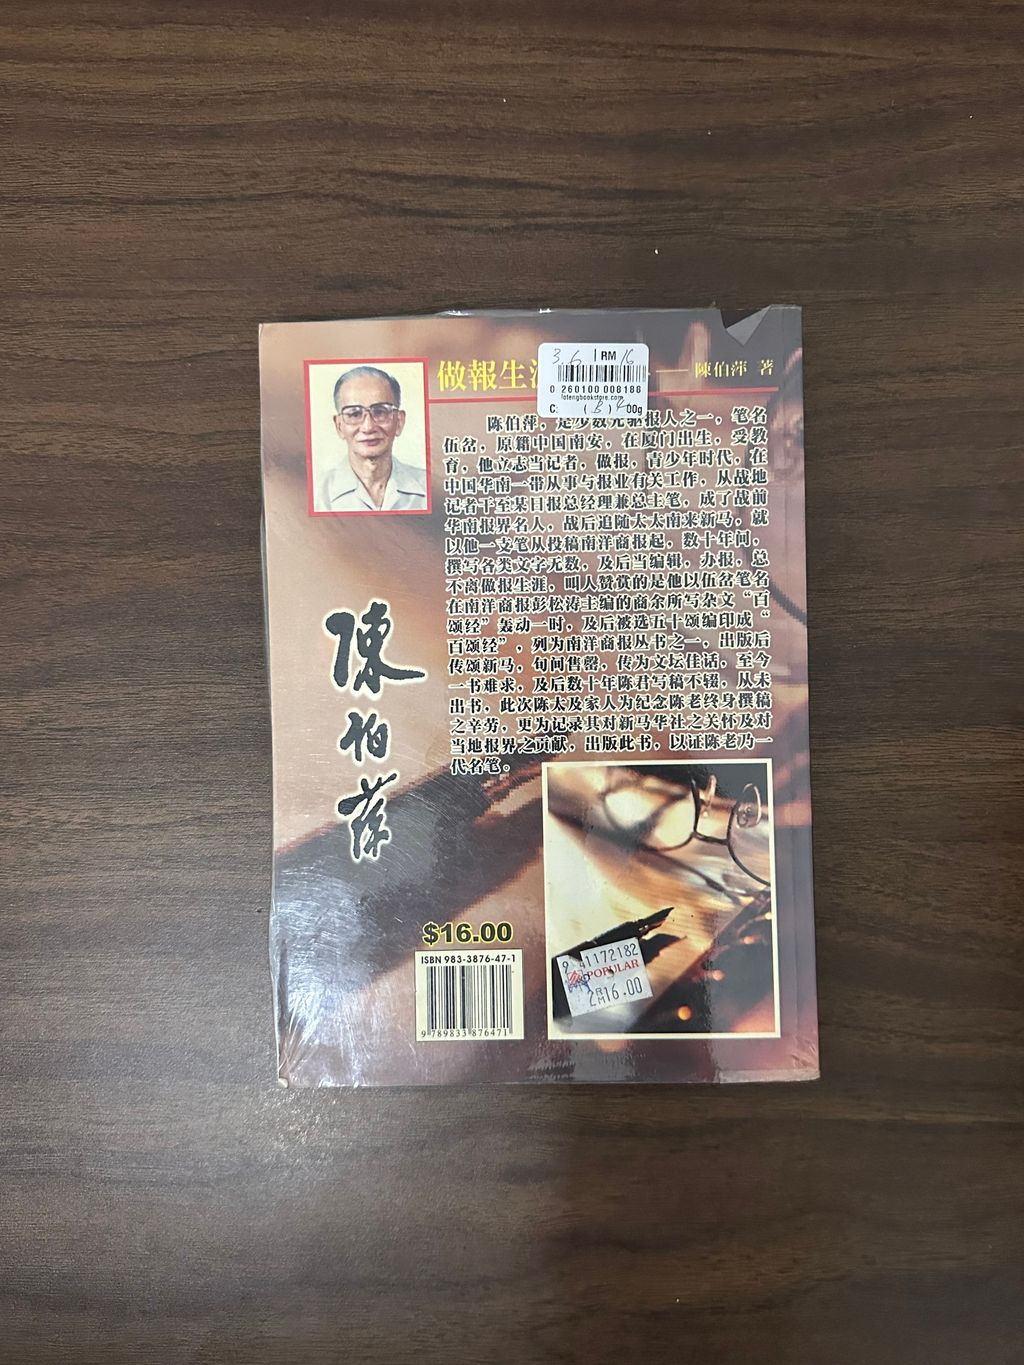 3.6 RM 16
0 260100 008188
C: ( B ) 400g
做報生 陳伯萍 著
陈伯萍，是少数先驱报人之一，笔名
伍岔，原籍中国南安，在厦门出生，受教
育，他立志当记者，做报，青少年时代，在
中国华南一带从事与报业有关工作，从战地
记者干至某日报总经理兼总主笔，成了战前
华南报界名人，战后追随太太南来新马，就
以他一支笔从投稿南洋商报起，数十年间，
撰写各类文字无数，及后当编辑，办报，总
不离做报生涯，叫人赞赏的是他以伍岔笔名
在南洋商报彭松涛主编的商余所写杂文“百
颂经”轰动一时，及后被选五十颂编印成“
百颂经”，列为南洋商报丛书之一，出版后
传颂新马，旬间售罄，传为文坛佳话，至今
一书难求，及后数十年陈君写稿不辍，从未
出书，此次陈太及家人为纪念陈老终身撰稿
之辛劳，更为记录其对新马华社之关怀及对
当地报界之贡献，出版此书，以证陈老乃一
代名笔。
陳
伯
萍
$16.00
ISBN 983-3876-47-1
9 789833 876471
1172182
POPULAR
RM16.00